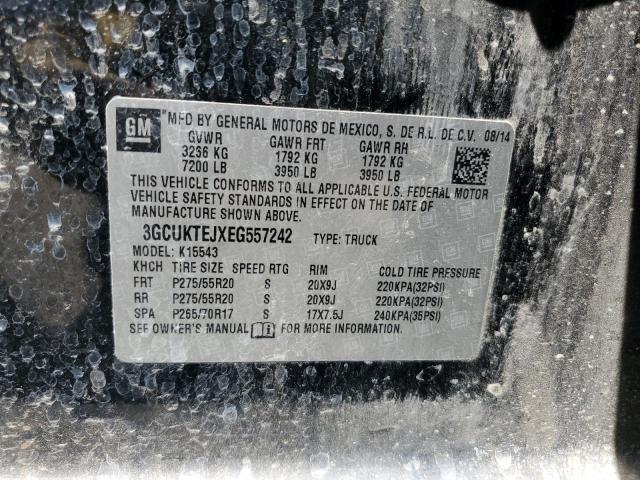 GM
MFD BY GENERAL MOTORS DE MEXICO, S. DE R.L. DE C.V. 08/14
GVWR GAWR FRT GAWR RR
3236 KG 1792 KG 1792 KG
7200 LB 3950 LB 3950 LB
THIS VEHICLE CONFORMS TO ALL APPLICABLE U.S. FEDERAL MOTOR
VEHICLE SAFETY STANDARDS IN EFFECT ON THE DATE OF
MANUFACTURE SHOWN ABOVE.
3GCUKTEJXEG557242 TYPE: TRUCK
MODEL: K15543
KHCH TIRE SIZE SPEED RTG RIM COLD TIRE PRESSURE
FRT P275/55R20 S 20X9J 220KPA(32PSI)
RR P275/55R20 S 20X9J 220KPA(32PSI)
SPA P265/70R17 S 17X7.5J 240KPA(35PSI)
SEE OWNER'S MANUAL FOR MORE INFORMATION.